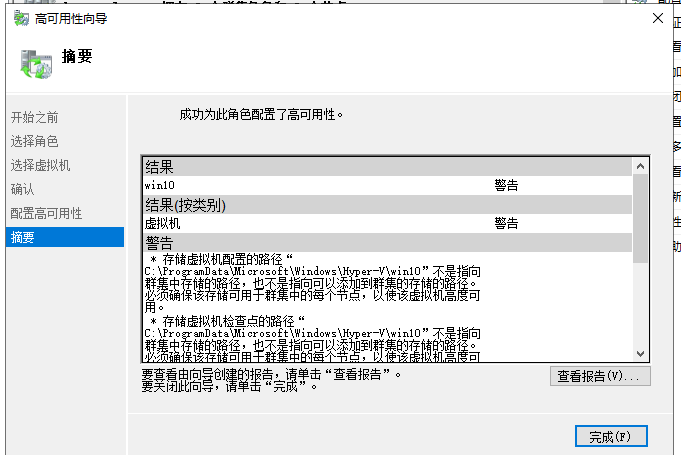 高可用性向导
摘要
开始之前
选择角色
选择虚拟机
确认
配置高可用性
摘要
成功为此角色配置了高可用性。
结果
win10 警告
结果(按类别)
虚拟机 警告
警告
* 存储虚拟机配置的路径“
C:\ProgramData\Microsoft\Windows\Hyper-V\win10”不是指向
群集中存储的路径，也不是指向可以添加到群集的存储的路径。
必须确保该存储可用于群集中的每个节点，以使该虚拟机高度可
用。
* 存储虚拟机检查点的路径“
C:\ProgramData\Microsoft\Windows\Hyper-V\win10”不是指向
群集中存储的路径，也不是指向可以添加到群集的存储的路径。
必须确保该存储可用于群集中的每个节点，以使该虚拟机高度可
要查看由向导创建的报告，请单击“查看报告”。
要关闭此向导，请单击“完成”。
查看报告(V)...
完成(F)